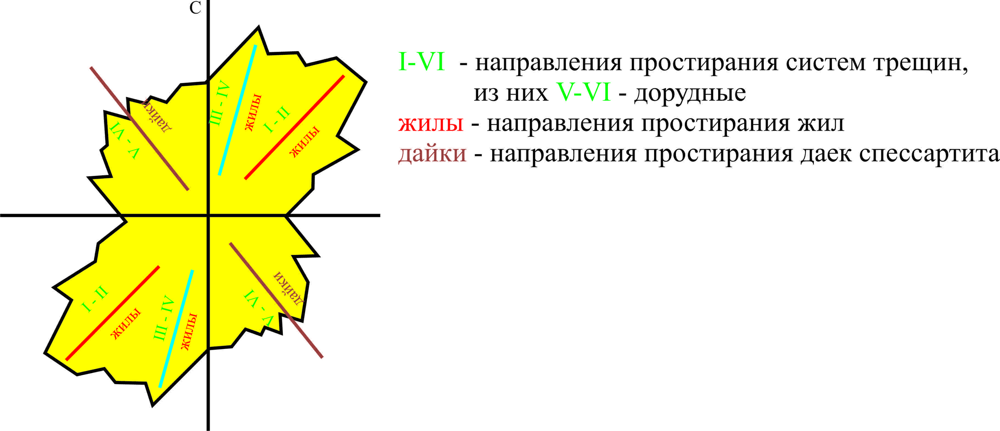 С
III - IV
жилы
I - II
жилы
дайки
V - VI
I-VI - направления простирания систем трещин,
из них V-VI - дорудные
жилы - направления простирания жил
дайки - направления простирания даек спессартита
I - II
жилы
III - IV
жилы
дайки
V - VI